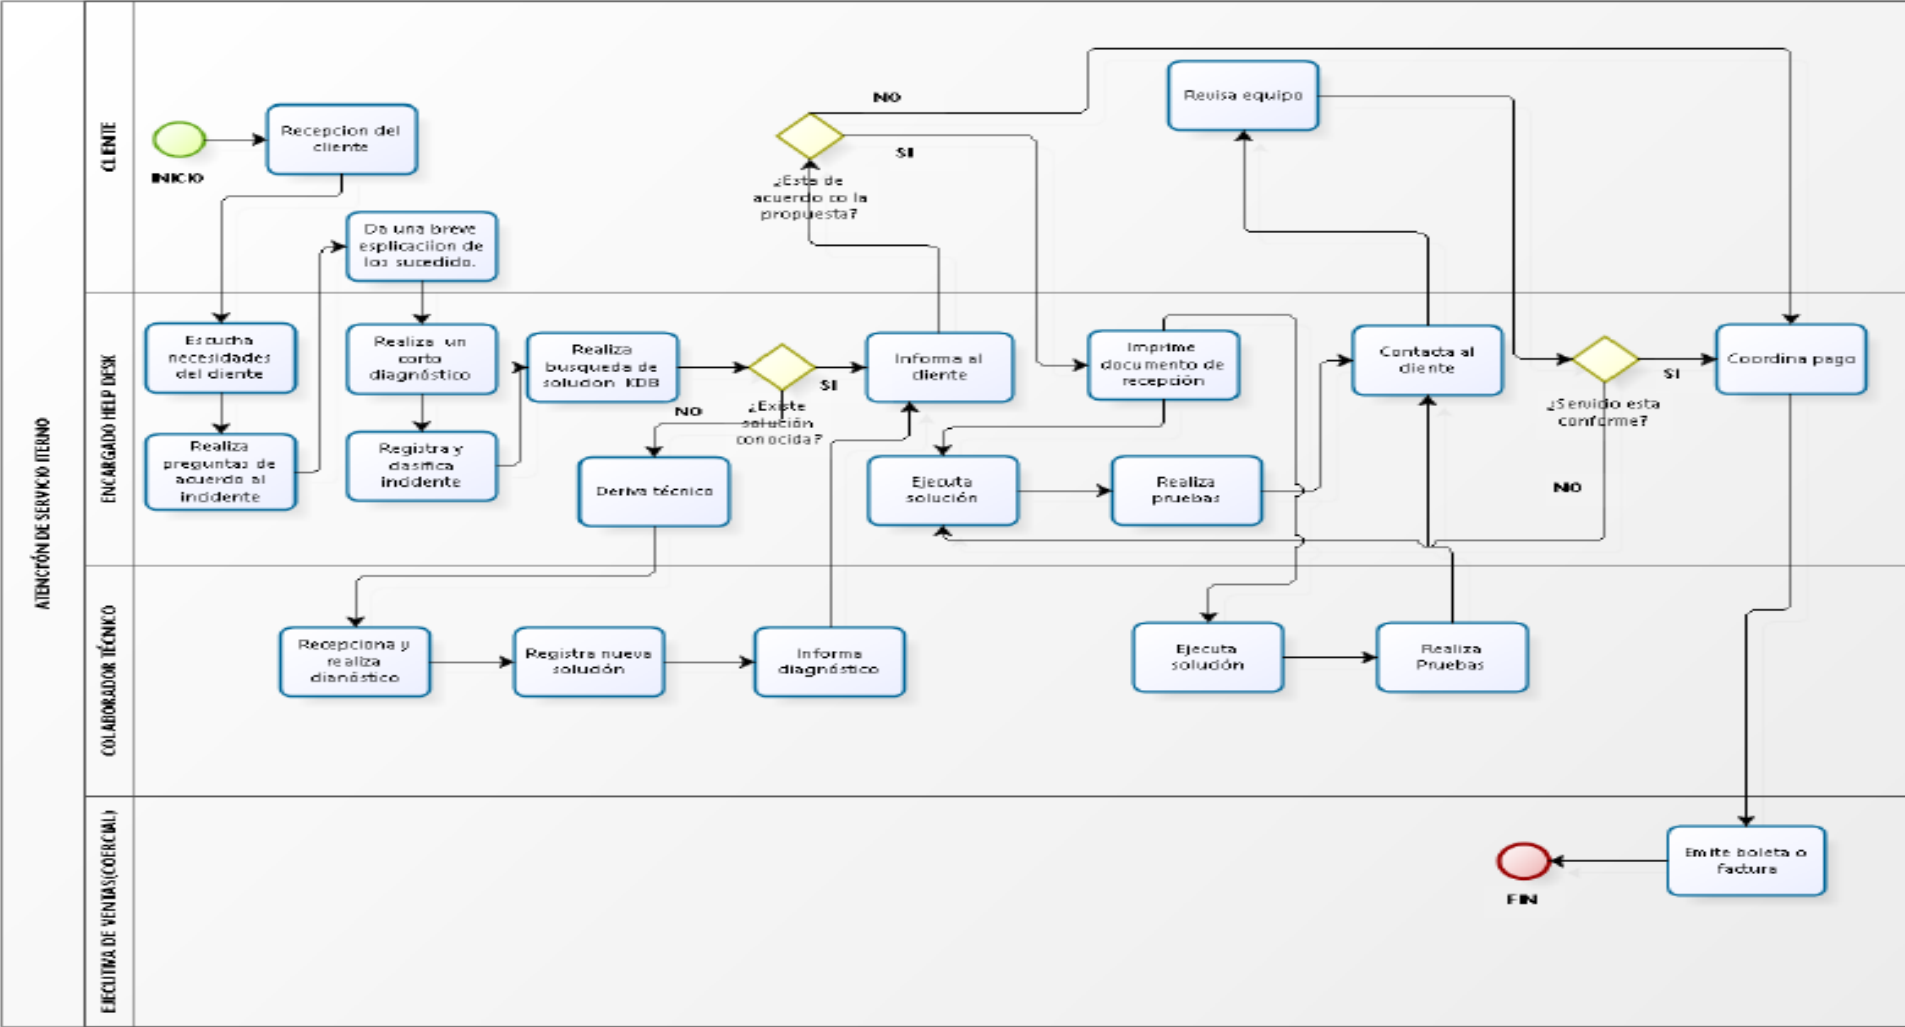 ATENCIÓN DE SERVICIO ITERNO
CLIENTE
INICIO
Recepcion del
cliente
Da una breve
esplicaciion de
los sucedido.
NO
SI
¿Esta de
acuerdo co la
propuesta?
Revisa equipo
ENCARGADO HELP DESK
Escucha
necesidades
del cliente
Realiza
preguntas de
acuerdo al
incidente
Realiza un
corto
diagnóstico
Registra y
clasifica
incidente
Realiza
busqueda de
solucion KDB
SI
NO
¿Existe
solución
conocida?
Deriva técnico
Informa al
cliente
Imprime
documento de
recepción
Ejecuta
solución
Realiza
pruebas
Contacta al
cliente
SI
¿Servicio esta
conforme?
NO
Coordina pago
COLABORADOR TÉCNICO
Recepciona y
realiza
dianóstico
Registra nueva
solución
Informa
diagnóstico
Ejecuta
solución
Realiza
Pruebas
EJECUTIVA DE VENTAS(COERCIAL)
Emite boleta o
factura
FIN